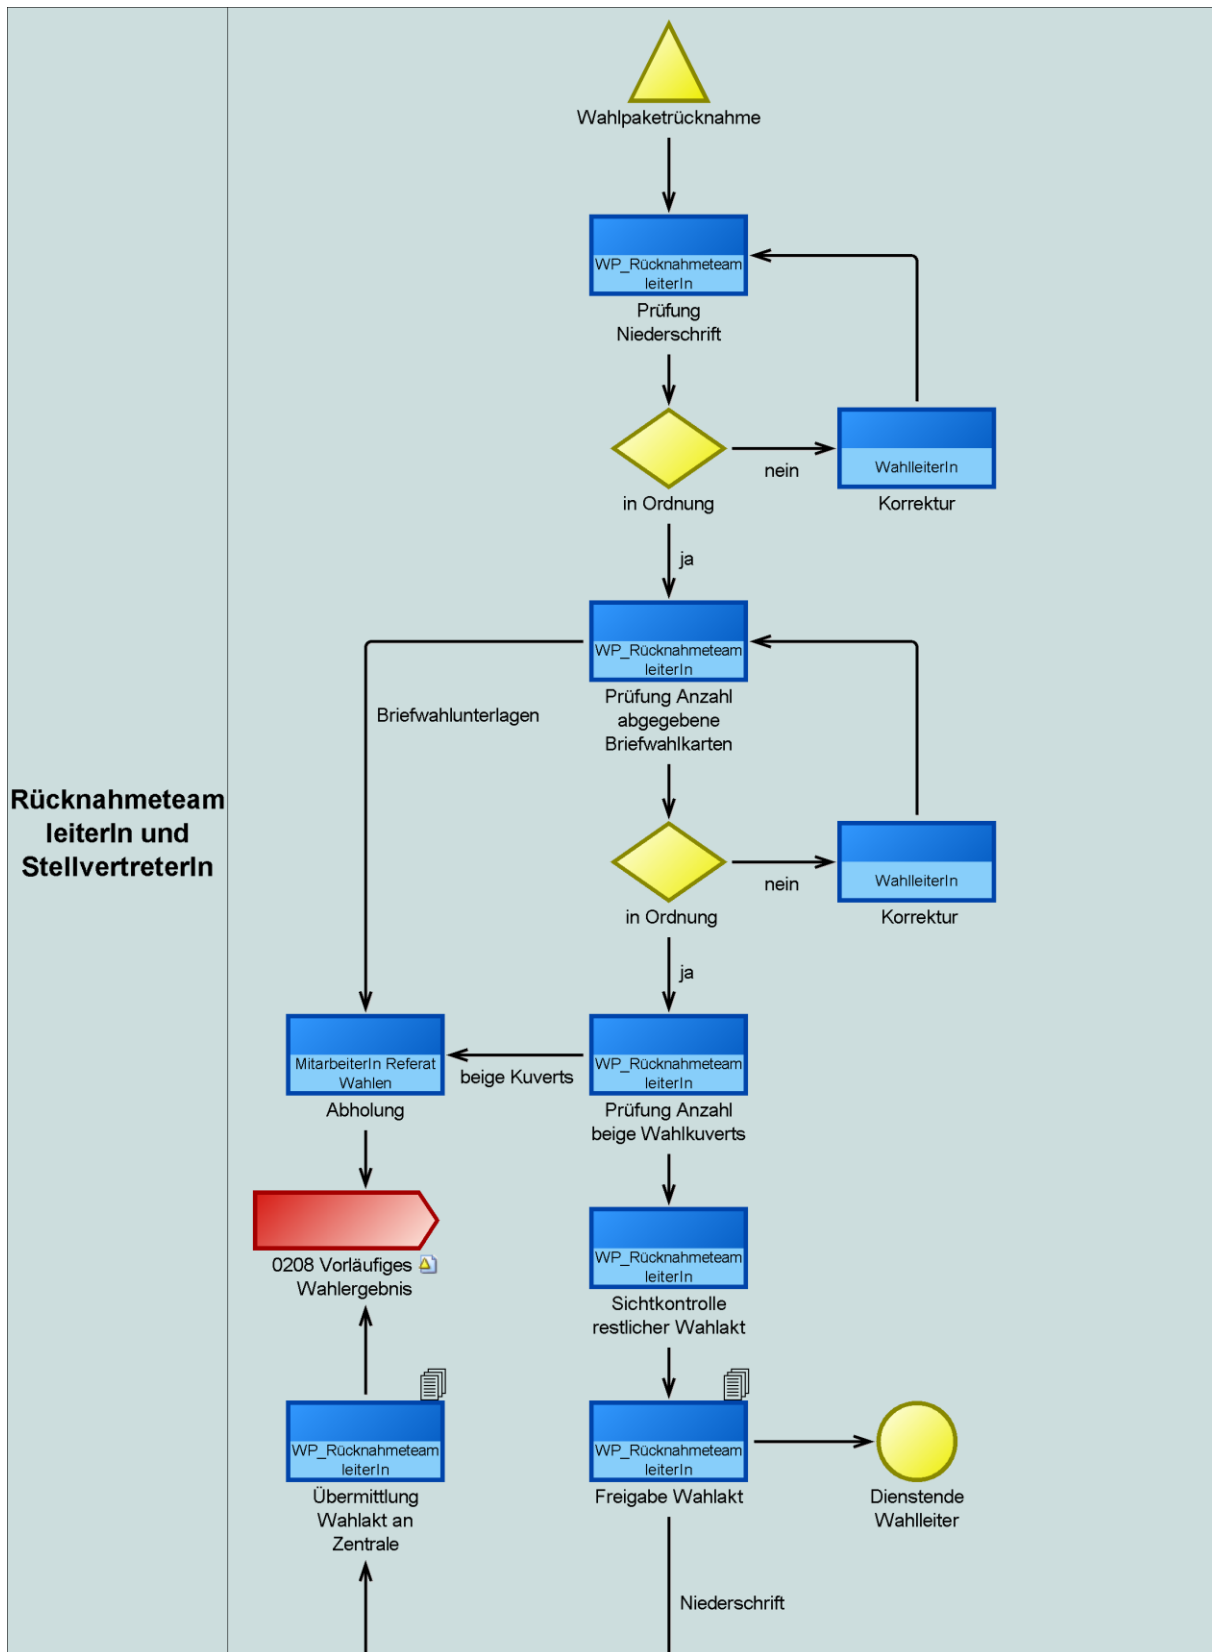 Wahlpaketrücknahme
WP_Rücknahmeteam
leiterIn
Prüfung
Niederschrift
in Ordnung
nein
WahlleiterIn
Korrektur
ja
WP_Rücknahmeteam
leiterIn
Prüfung Anzahl
abgegebene
Briefwahlkarten
Briefwahlunterlagen
Rücknahmeteam
leiterIn und
StellvertreterIn
in Ordnung
nein
WahlleiterIn
Korrektur
ja
MitarbeiterIn Referat
Wahlen
Abholung
beige Kuverts
WP_Rücknahmeteam
leiterIn
Prüfung Anzahl
beige Wahlkuverts
0208 Vorläufiges
Wahlergebnis
WP_Rücknahmeteam
leiterIn
Sichtkontrolle
restlicher Wahlakt
WP_Rücknahmeteam
leiterIn
Übermittlung
Wahlakt an
Zentrale
WP_Rücknahmeteam
leiterIn
Freigabe Wahlakt
Dienstende
Wahlleiter
Niederschrift